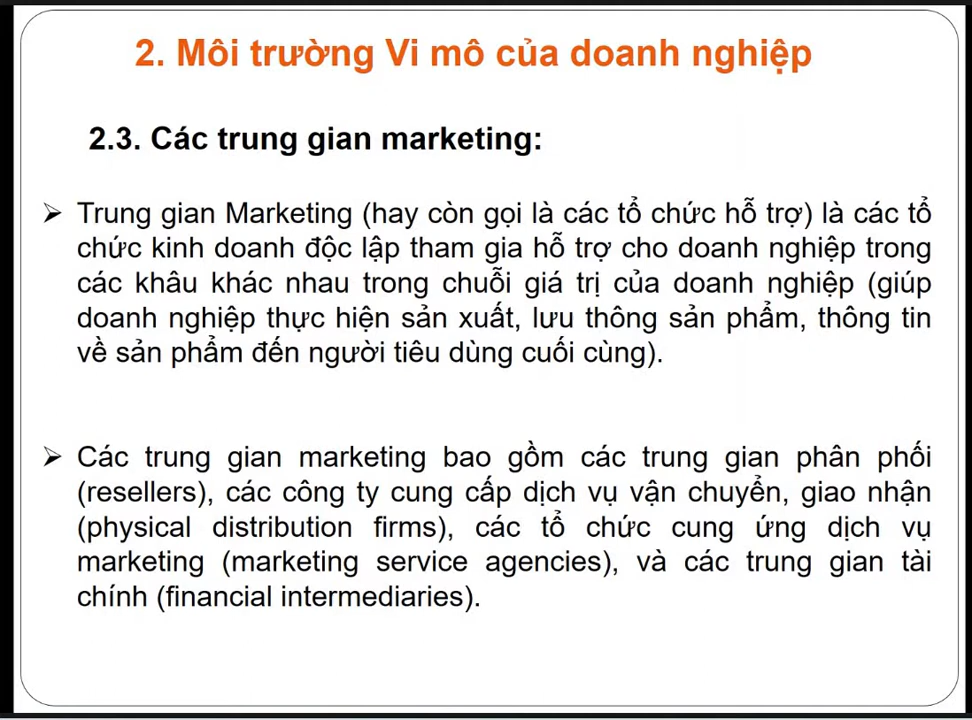 2. Môi trường Vi mô của doanh nghiệp
2.3. Các trung gian marketing:
➢ Trung gian Marketing (hay còn gọi là các tổ chức hỗ trợ) là các tổ
chức kinh doanh độc lập tham gia hỗ trợ cho doanh nghiệp trong
các khâu khác nhau trong chuỗi giá trị của doanh nghiệp (giúp
doanh nghiệp thực hiện sản xuất, lưu thông sản phẩm, thông tin
về sản phẩm đến người tiêu dùng cuối cùng).
➢ Các trung gian marketing bao gồm các trung gian phân phối
(resellers), các công ty cung cấp dịch vụ vận chuyển, giao nhận
(physical distribution firms), các tổ chức cung ứng dịch vụ
marketing (marketing service agencies), và các trung gian tài
chính (financial intermediaries).